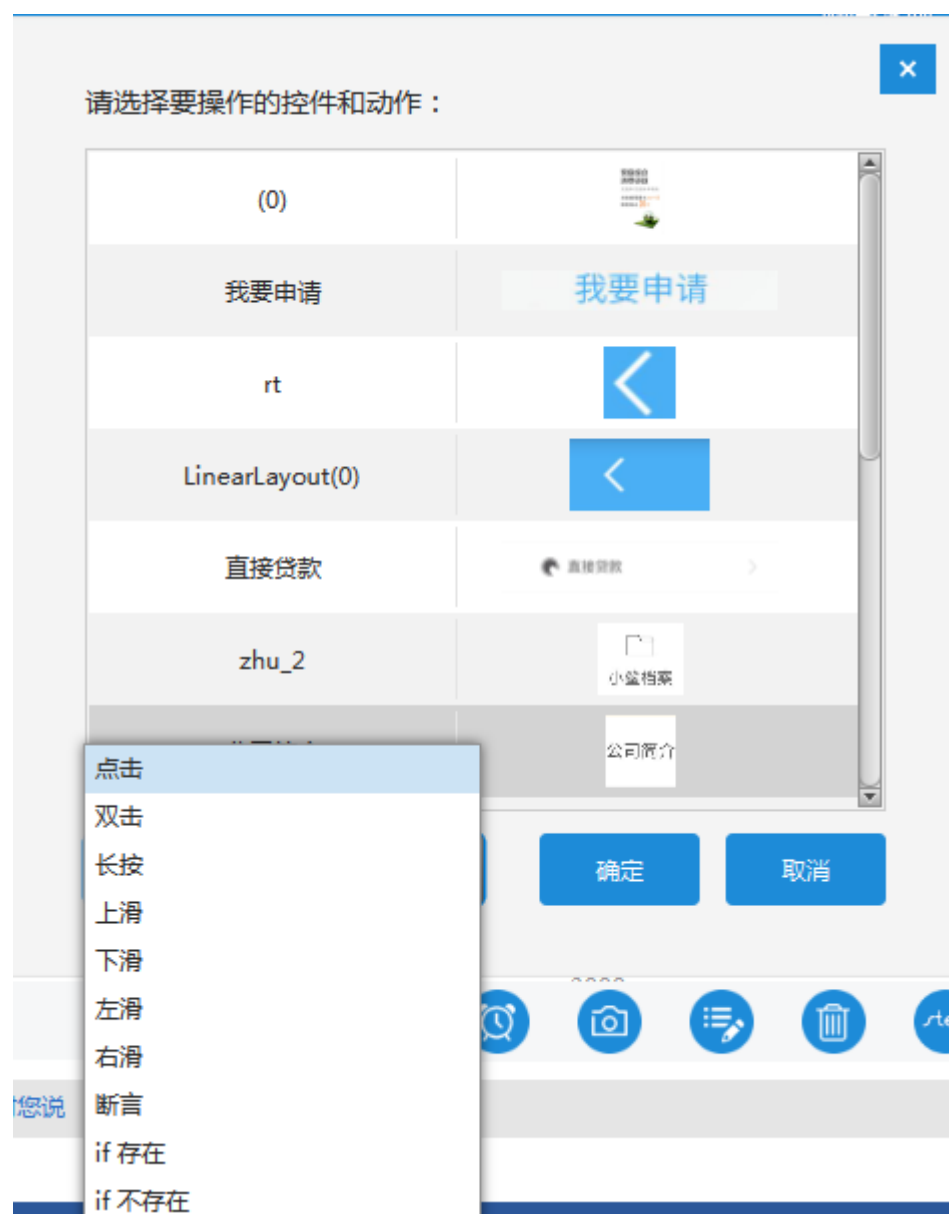 请选择要操作的控件和动作：
(0)
我要申请
我要申请
rt
LinearLayout(0)
直接贷款
直接贷款
zhu_2
小鲨档案
公司简介
点击
双击
长按
上滑
下滑
左滑
右滑
断言
if 存在
if 不存在
确定
取消
您说